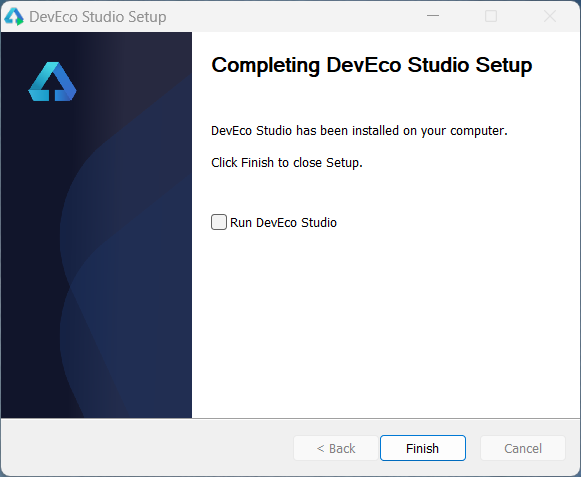 DevEco Studio Setup
Completing DevEco Studio Setup
DevEco Studio has been installed on your computer.
Click Finish to close Setup.
Run DevEco Studio
< Back
Finish
Cancel